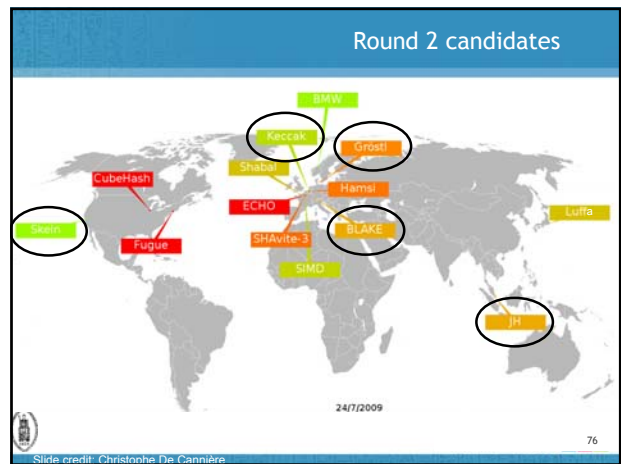 Round 2 candidates
BMW
Keccak
Grøstl
Shabal
CubeHash
Hamsi
ECHO
Luffa
Skein
BLAKE
Fugue
SHAvite-3
SIMD
JH
24/7/2009
76
Slide credit: Christophe De Cannière